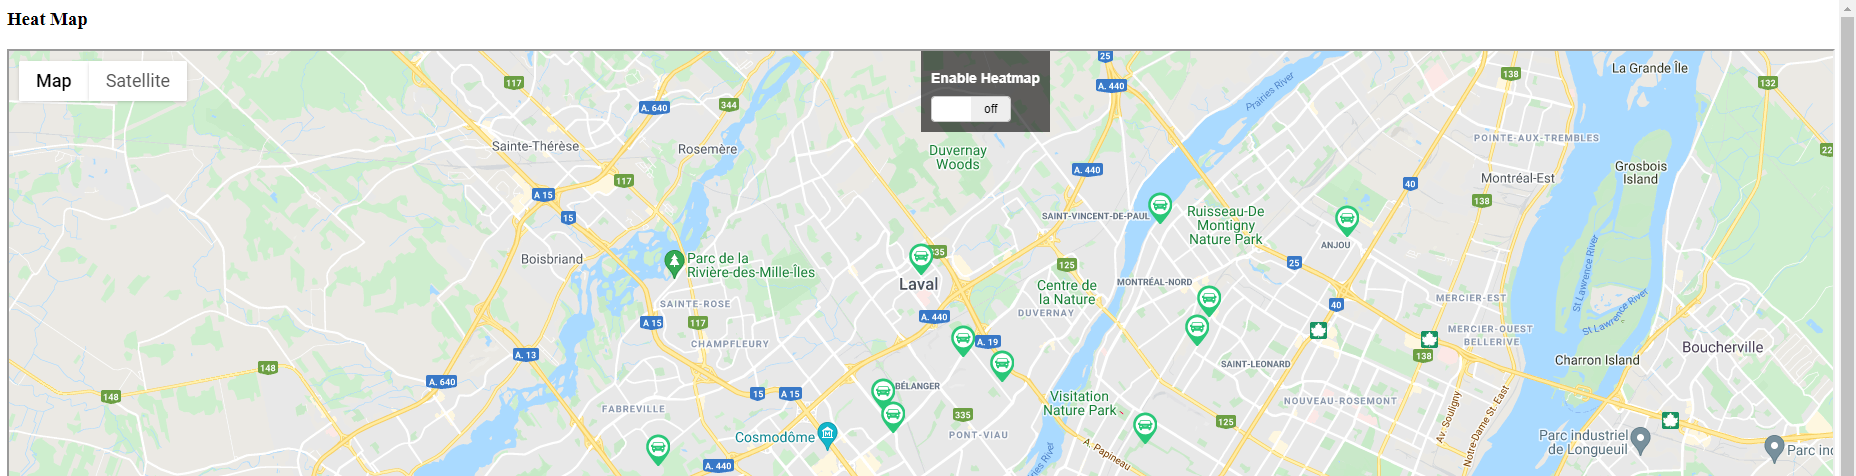 Heat Map
Map
Satellite
Enable Heatmap
off
25
A. 440
Prairies River
La Grande Île
138
132
117
A. 640
344
POINTE-AUX-TREMBLES
Sainte-Thérèse
Rosemère
Duvernay
Woods
A. 440
Grosbois
Island
Montréal-Est
22
117
A 15
15
40
138
SAINT-VINCENT-DE-PAUL
Ruisseau-De
Montigny
Nature Park
ANJOU
Boisbriand
Parc de la
Rivière-des-Mille-Îles
335
Laval
125
25
St Lawrence River
St Lawrence River
Centre de
la Nature
DUVERNAY
MONTRÉAL-NORD
SAINTE-ROSE
A 15
117
A. 440
40
MERCIER-EST
MERCIER-OUEST
BELLERIVE
CHAMPFLEURY
A. 19
A. 13
138
Boucherville
Charron Island
SAINT-LEONARD
148
148
A. 640
15
A 15
BÉLANGER
Visitation
Nature Park
NOUVEAU-ROSEMONT
Av. Souligny
Notre-Dame St. East
FABREVILLE
335
125
Cosmodôme
PONT-VIAU
A. Papineau
Parc industriel
de Longueuil
Parc in
A. 440
es River